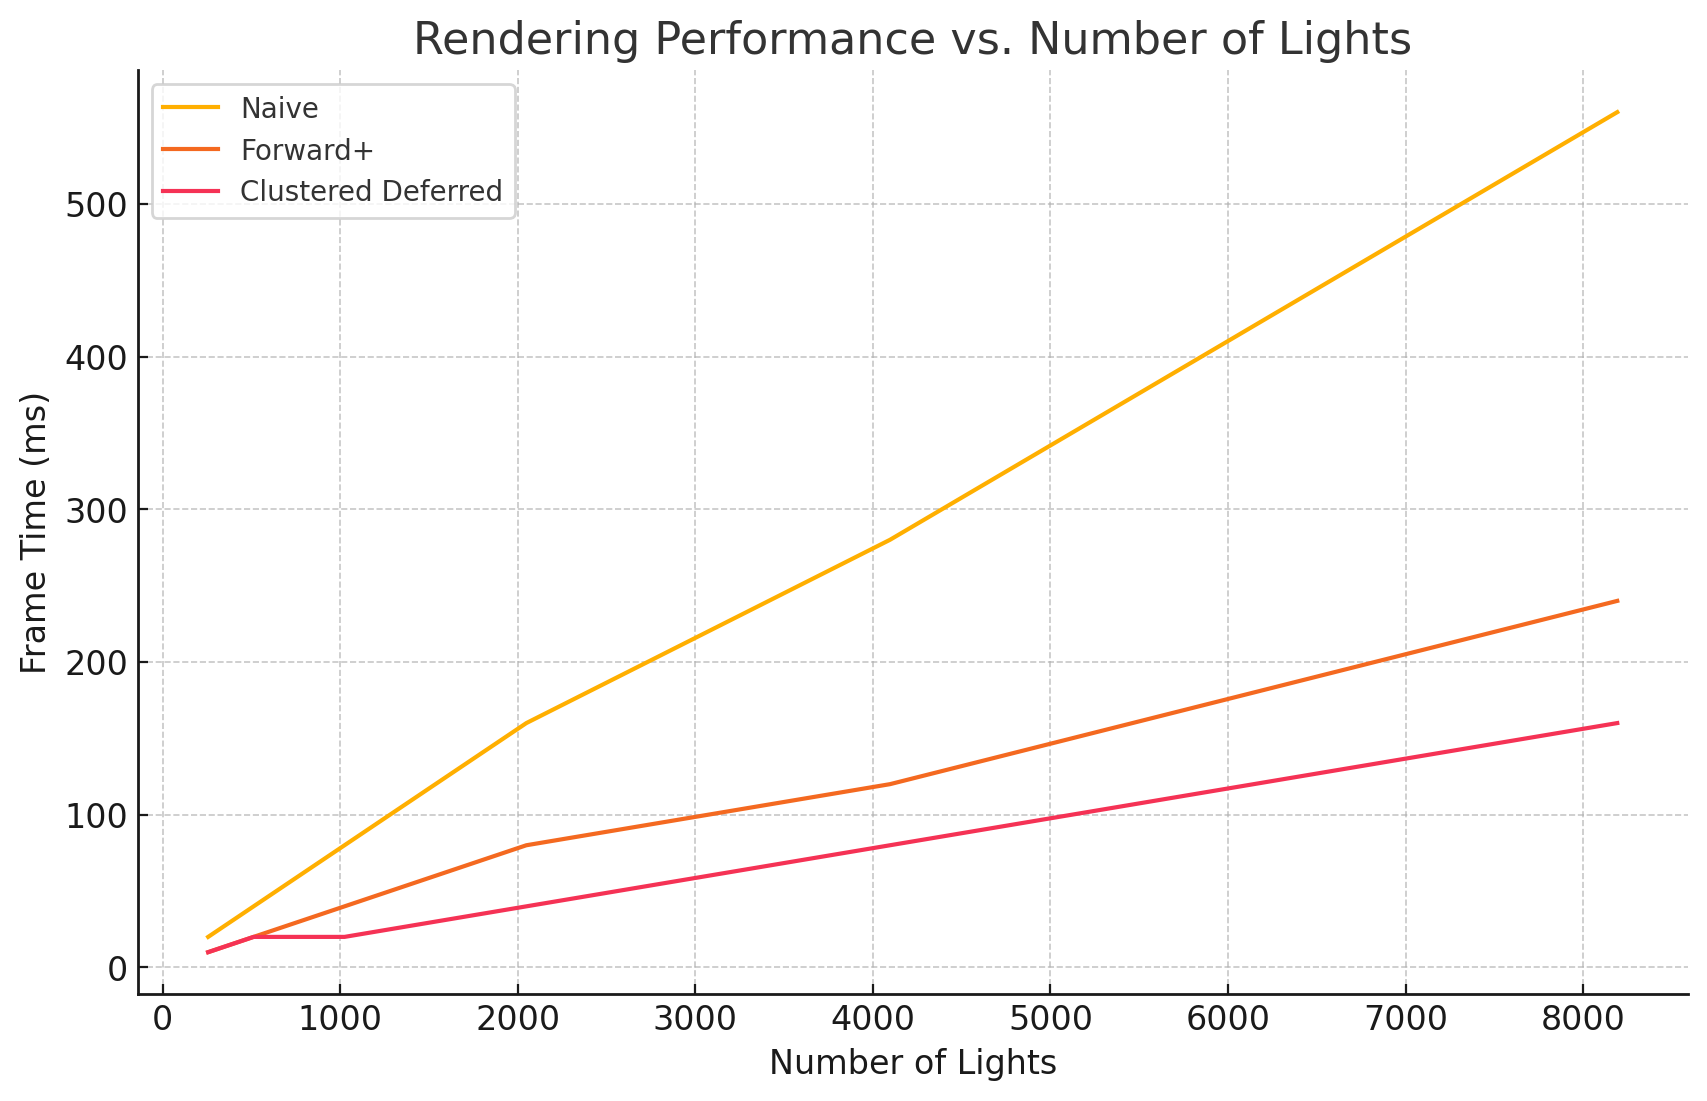 Rendering Performance vs. Number of Lights
Naive
Forward+
Clustered Deferred
Frame Time (ms)
500
400
300
200
100
0
0 1000 2000 3000 4000 5000 6000 7000 8000
Number of Lights